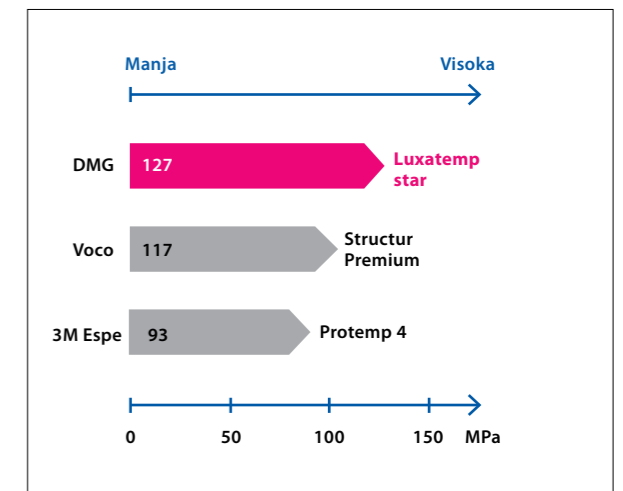 Manja Visoka
DMG 127 Luxatemp
star
Voco 117 Structur
Premium
3M Espe 93 Protemp 4
0 50 100 150 MPa